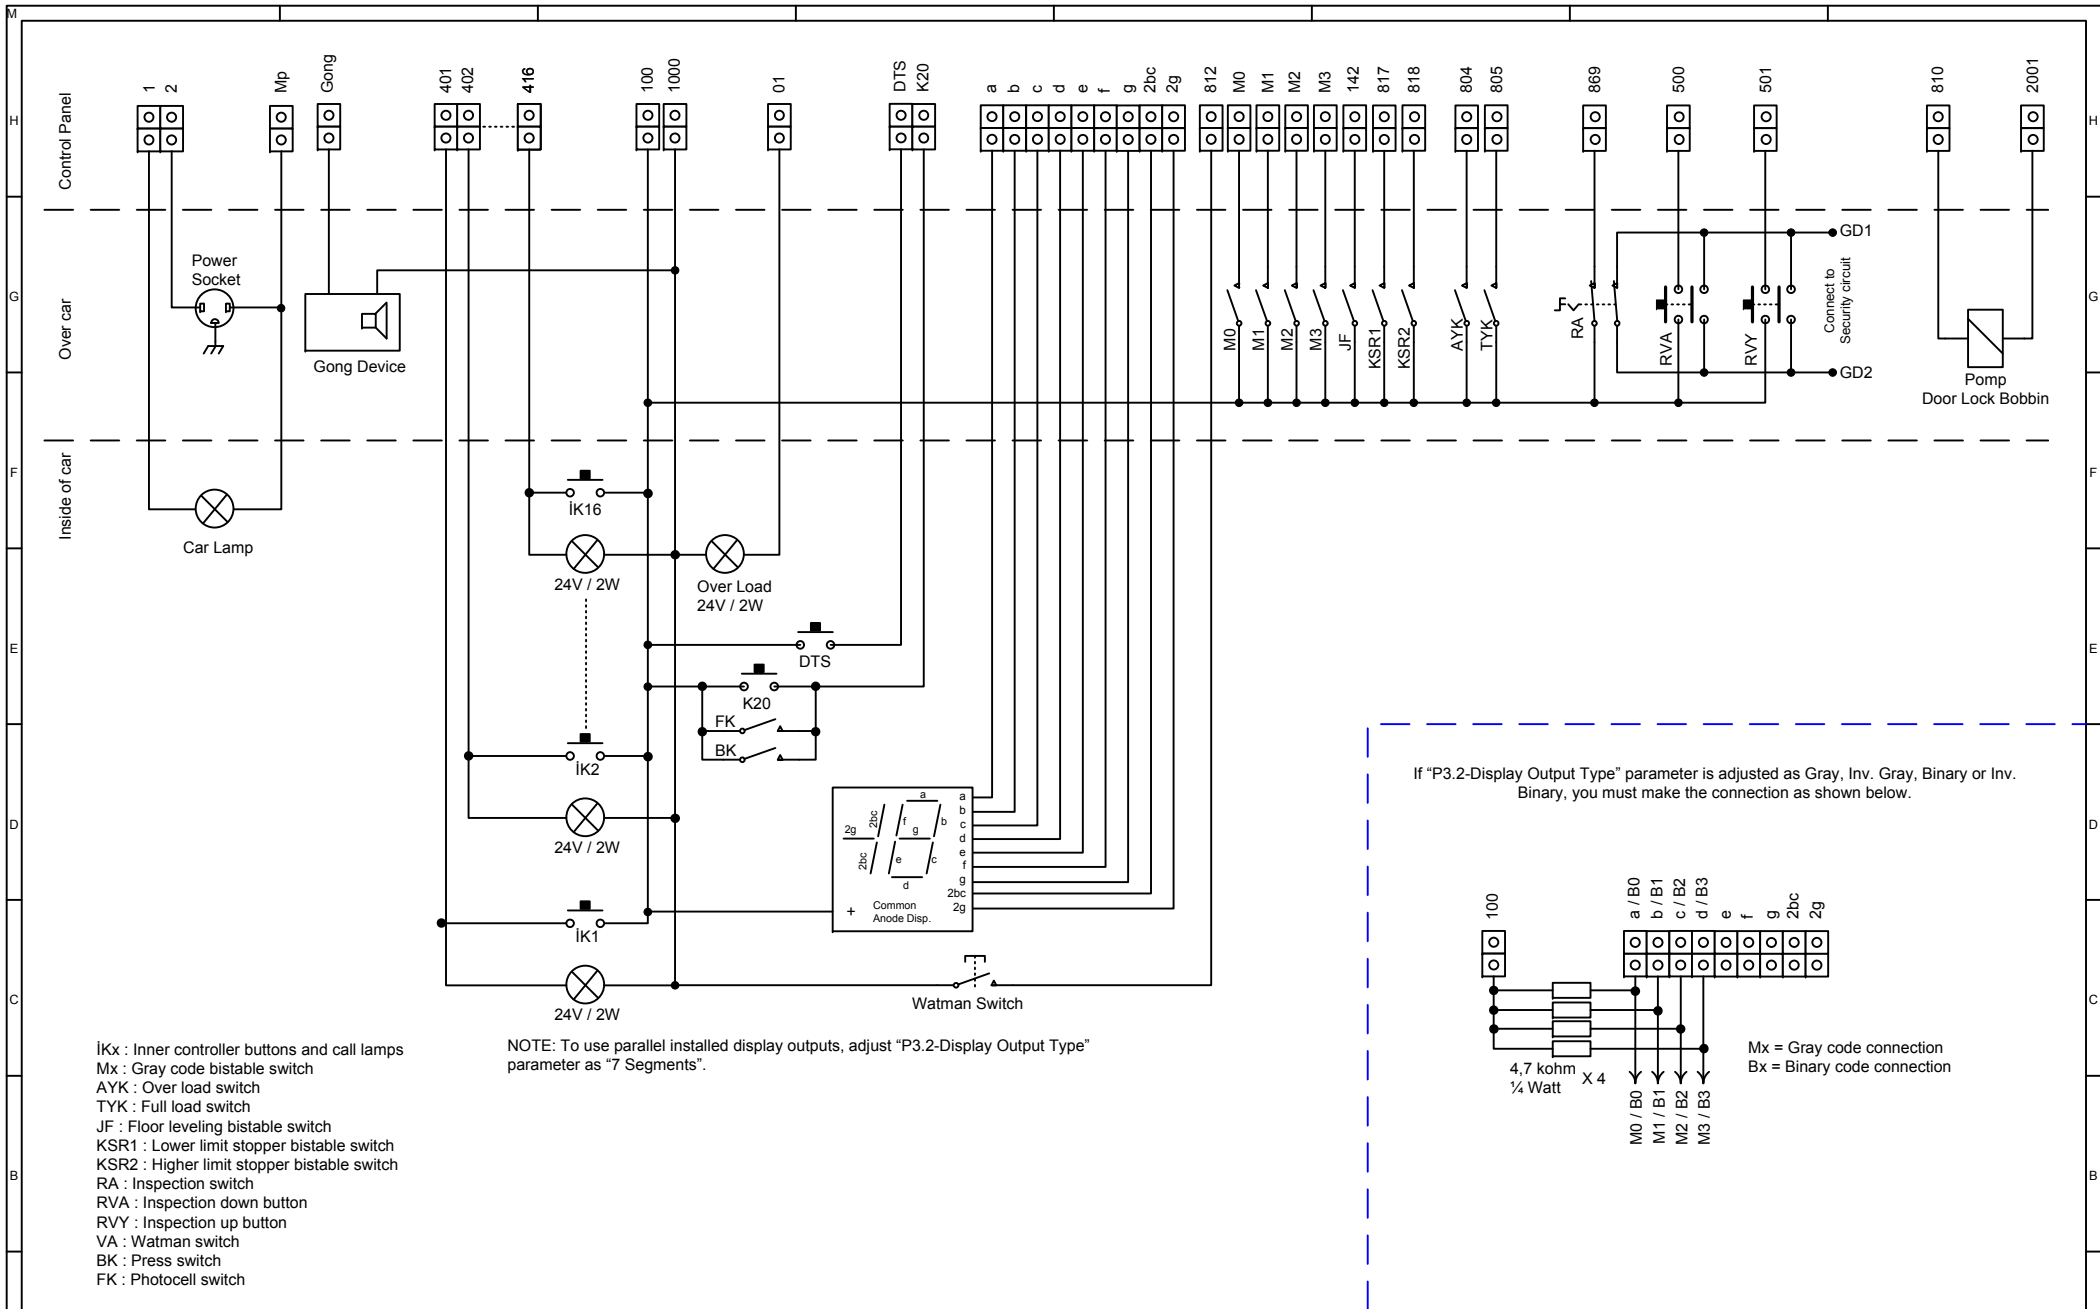 M
1
2
Mp
Gong
401
402
416
100
1000
01
DTS
K20
a
b
c
d
e
f
g
2bc
2g
812
M0
M1
M2
M3
142
817
818
804
805
869
500
501
810
2001
H
Control Panel
H
G
Over car
Power
Socket
Gong Device
M0
M1
M2
M3
JF
KSR1
KSR2
AYK
TYK
RA
RVA
RVY
GD1
Connect to
Security circuit
GD2
Pomp
Door Lock Bobbin
G
F
Inside of car
Car Lamp
İK16
24V / 2W
Over Load
24V / 2W
F
E
DTS
K20
FK
BK
E
İK2
24V / 2W
D
a
b
c
d
e
f
g
2bc
2g
2g
2bc
2bc
a
f
b
g
e
c
d
+
Common
Anode Disp.
D
İK1
24V / 2W
Watman Switch
C
If “P3.2-Display Output Type” parameter is adjusted as Gray, Inv. Gray, Binary or Inv.
Binary, you must make the connection as shown below.
100
a / B0
b / B1
c / B2
d / B3
e
f
g
2bc
2g
C
4,7 kohm
¼ Watt
X 4
M0 / B0
M1 / B1
M2 / B2
M3 / B3
Mx = Gray code connection
Bx = Binary code connection
NOTE: To use parallel installed display outputs, adjust “P3.2-Display Output Type”
parameter as “7 Segments”.
İKx : Inner controller buttons and call lamps
Mx : Gray code bistable switch
AYK : Over load switch
TYK : Full load switch
JF : Floor leveling bistable switch
KSR1 : Lower limit stopper bistable switch
KSR2 : Higher limit stopper bistable switch
RA : Inspection switch
RVA : Inspection down button
RVY : Inspection up button
VA : Watman switch
BK : Press switch
FK : Photocell switch
B
B